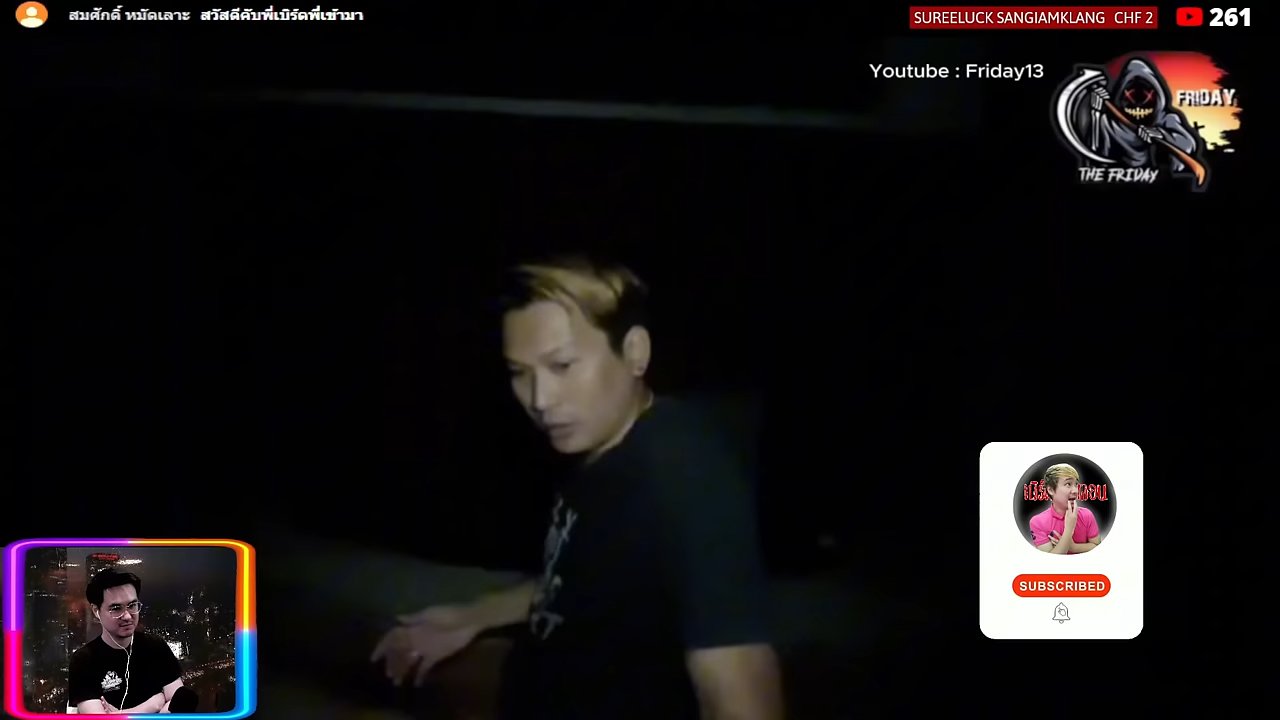 สมศักดิ์ หมัดเลาะ สวัสดีคับพี่เบิร์ดพี่เข้ามา
SUREELUCK SANGIAMKLANG CHF 2
261
Youtube : Friday13
FRIDAY
THE FRIDAY
SUBSCRIBED